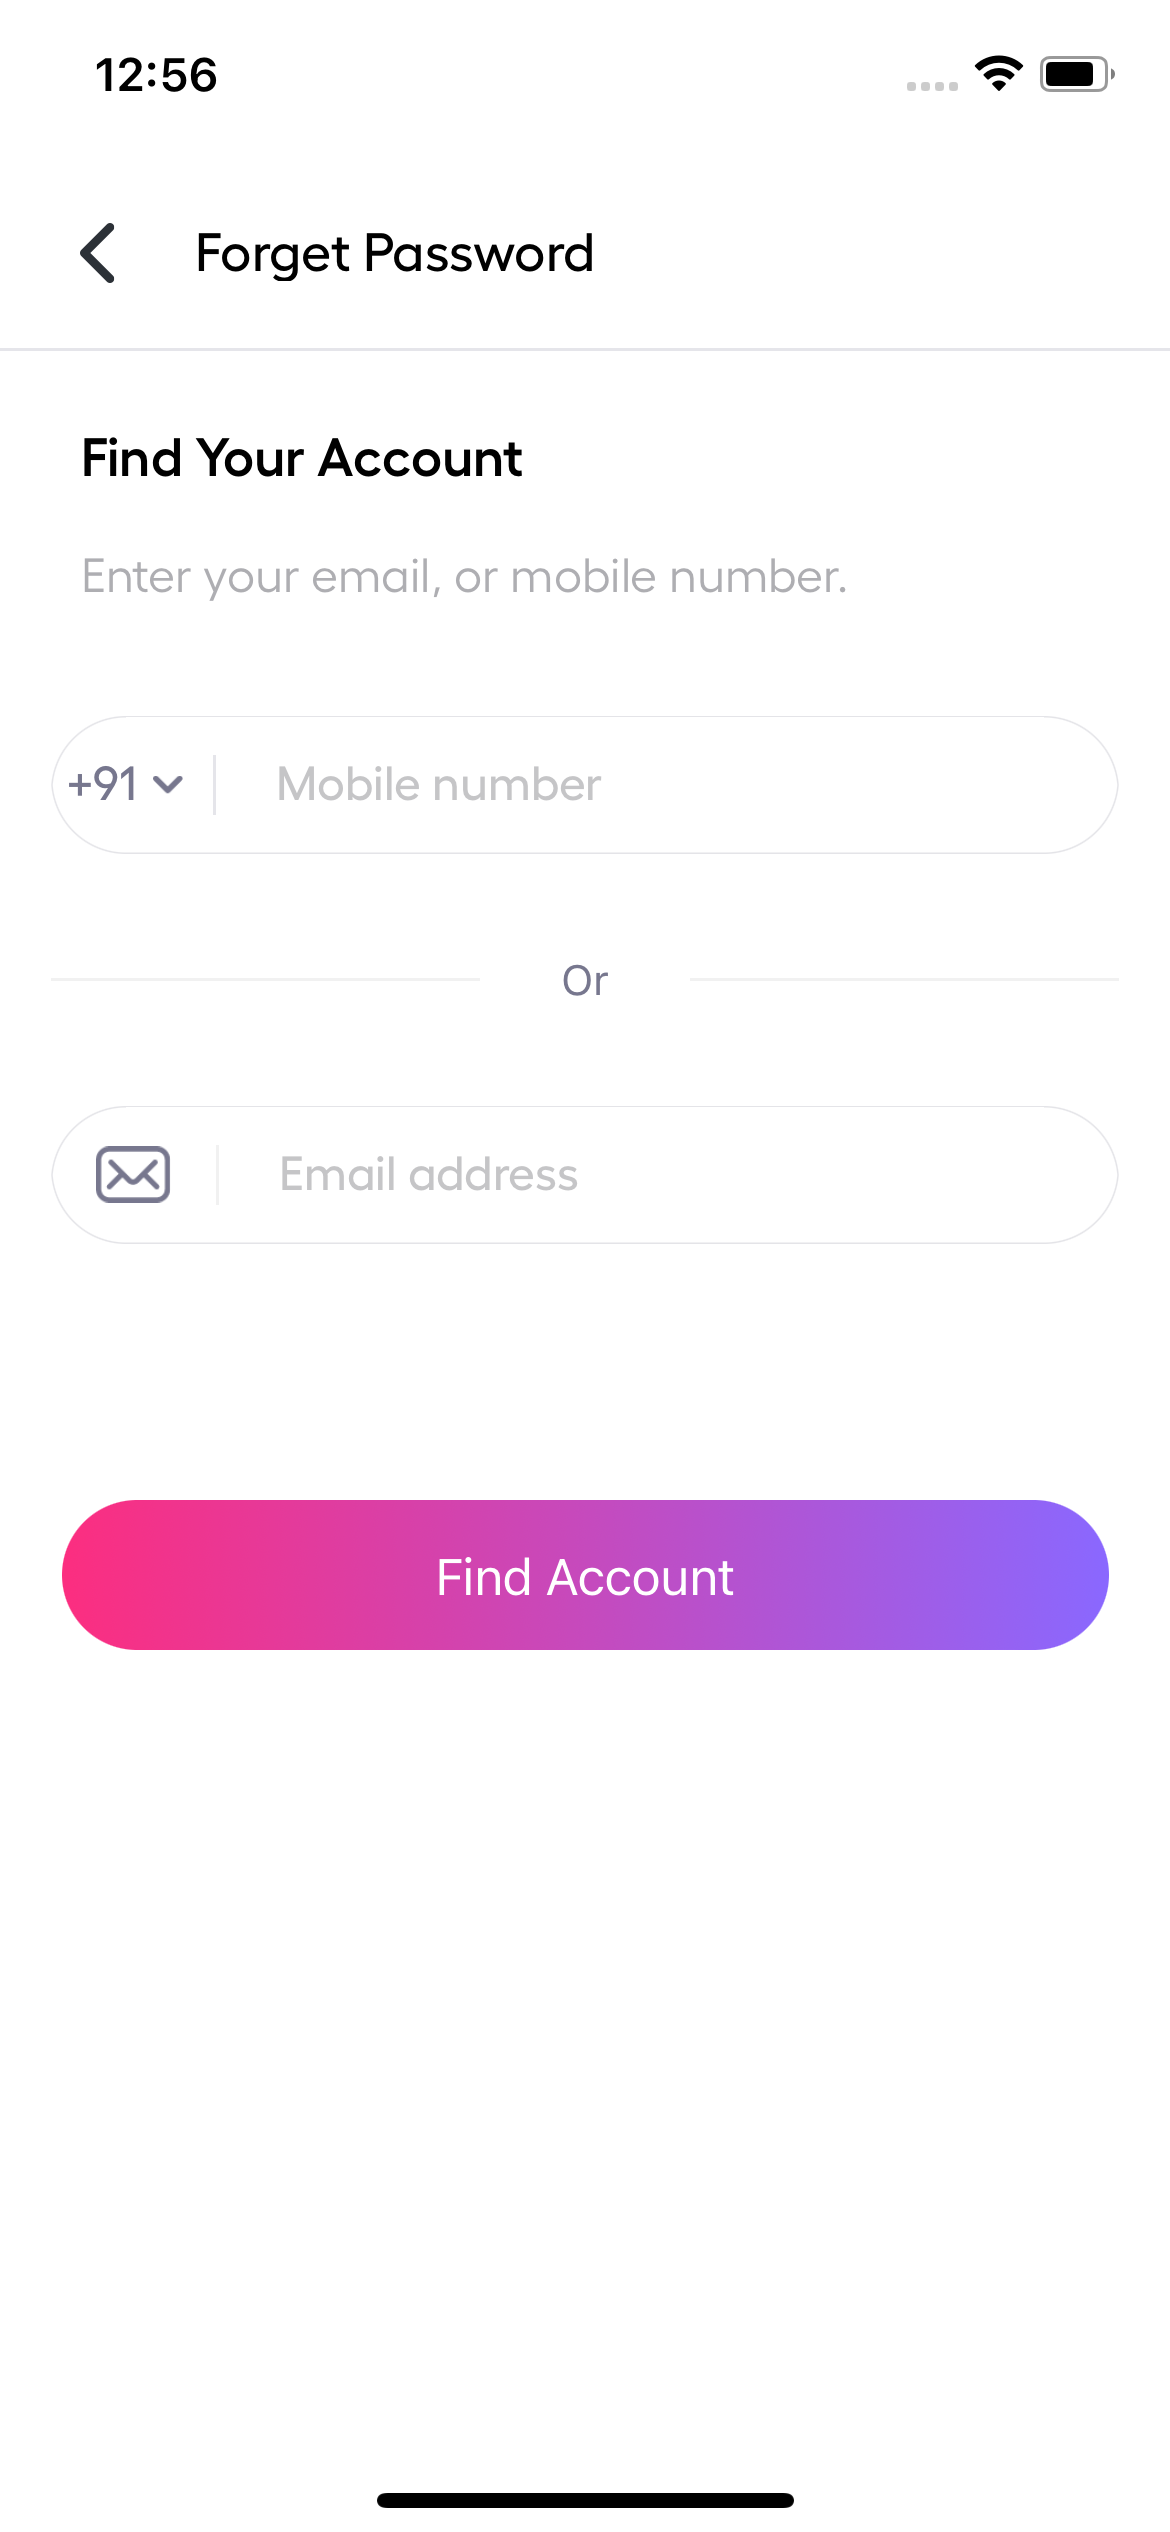 12:56
Forget Password
Find Your Account
Enter your email, or mobile number.
+91 Mobile number
Or
Email address
Find Account